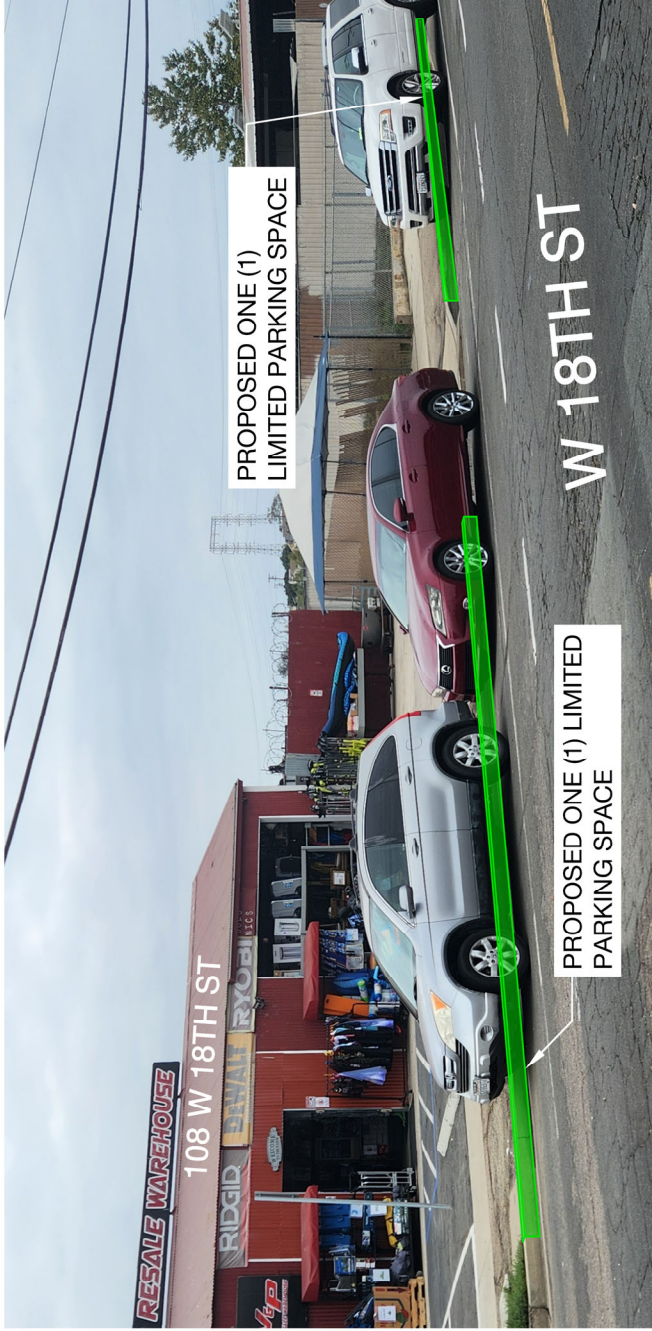 RESALE WAREHOUSE
108 W 18TH ST
RIDGID
DEWALT
RYOBI
WELCOME
PROPOSED ONE (1)
LIMITED PARKING SPACE
PROPOSED ONE (1) LIMITED
PARKING SPACE
W 18TH ST